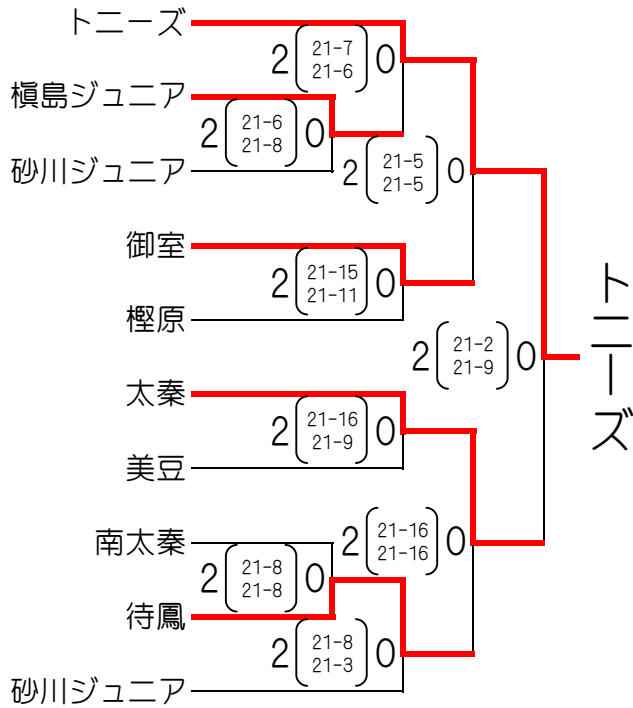 トニーズ
2 21-7 0
21-6
槇島ジュニア
2 21-6 0
21-8
2 21-5 0
21-5
砂川ジュニア
御室
2 21-15 0
21-11
樫原
2 21-2 0
21-9
トニーズ
太秦
2 21-16 0
21-9
美豆
南太秦
2 21-16 0
21-16
2 21-8 0
21-8
待鳳
2 21-8 0
21-3
砂川ジュニア